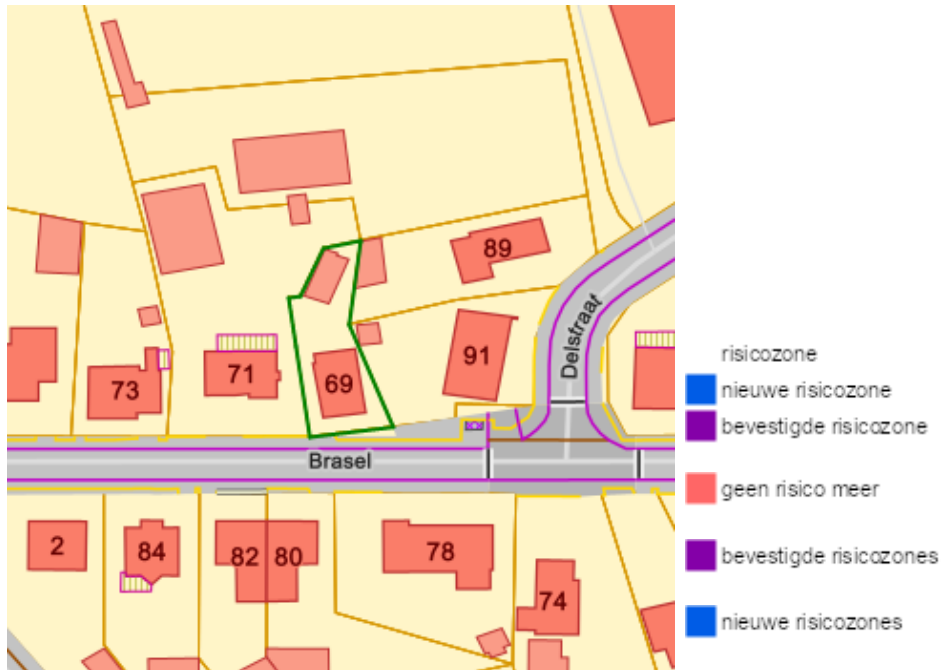 89
Delstraat
91
73
71
69
Brasel
2
84
82
80
78
74
risicozone
nieuwe risicozone
bevestigde risicozone
geen risico meer
bevestigde risicozones
nieuwe risicozones